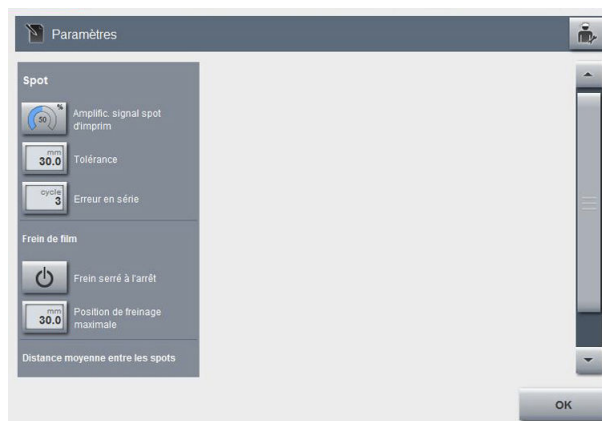 Paramètres
Spot
50
%
Amplific. signal spot
d'imprim
mm
30.0
Tolérance
cycle
3
Erreur en série
Frein de film
Frein serré à l'arrêt
mm
30.0
Position de freinage
maximale
Distance moyenne entre les spots
OK